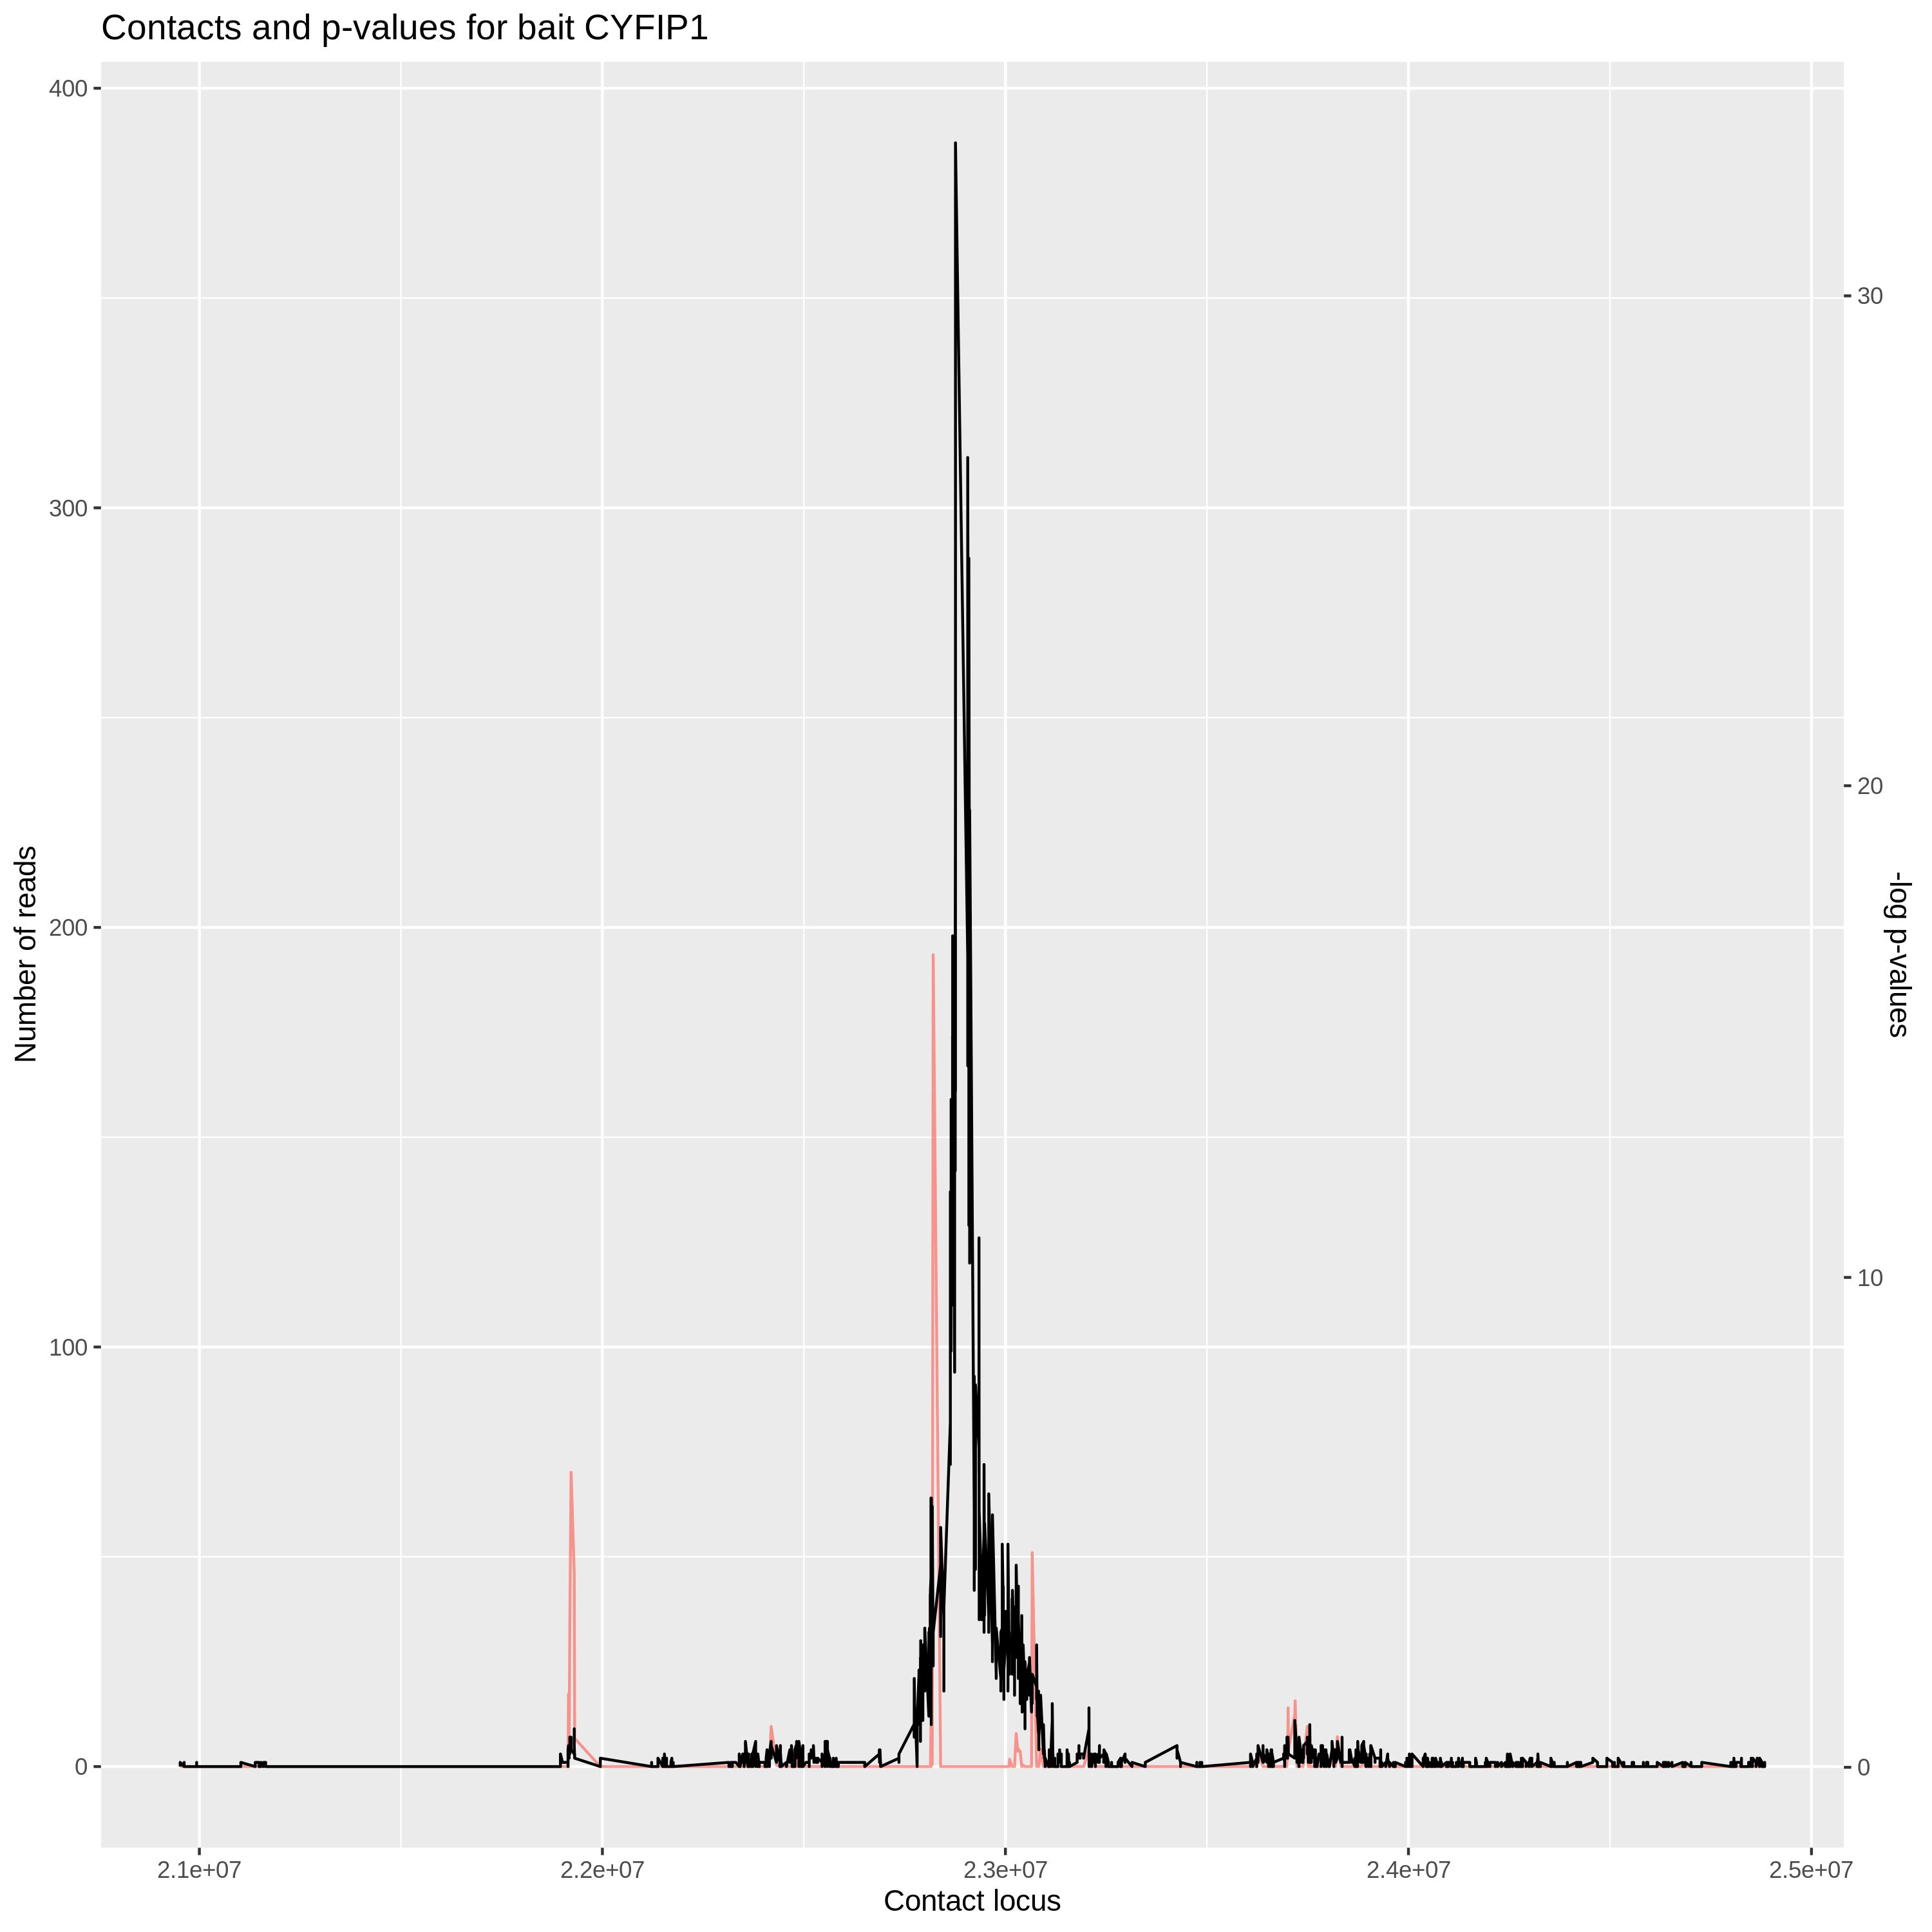 Contacts and p-values for bait CYFIP1
400
300
200
100
0
Number of reads
30
20
10
0
-log p-values
2.1e+07
2.2e+07
2.3e+07
2.4e+07
2.5e+07
Contact locus